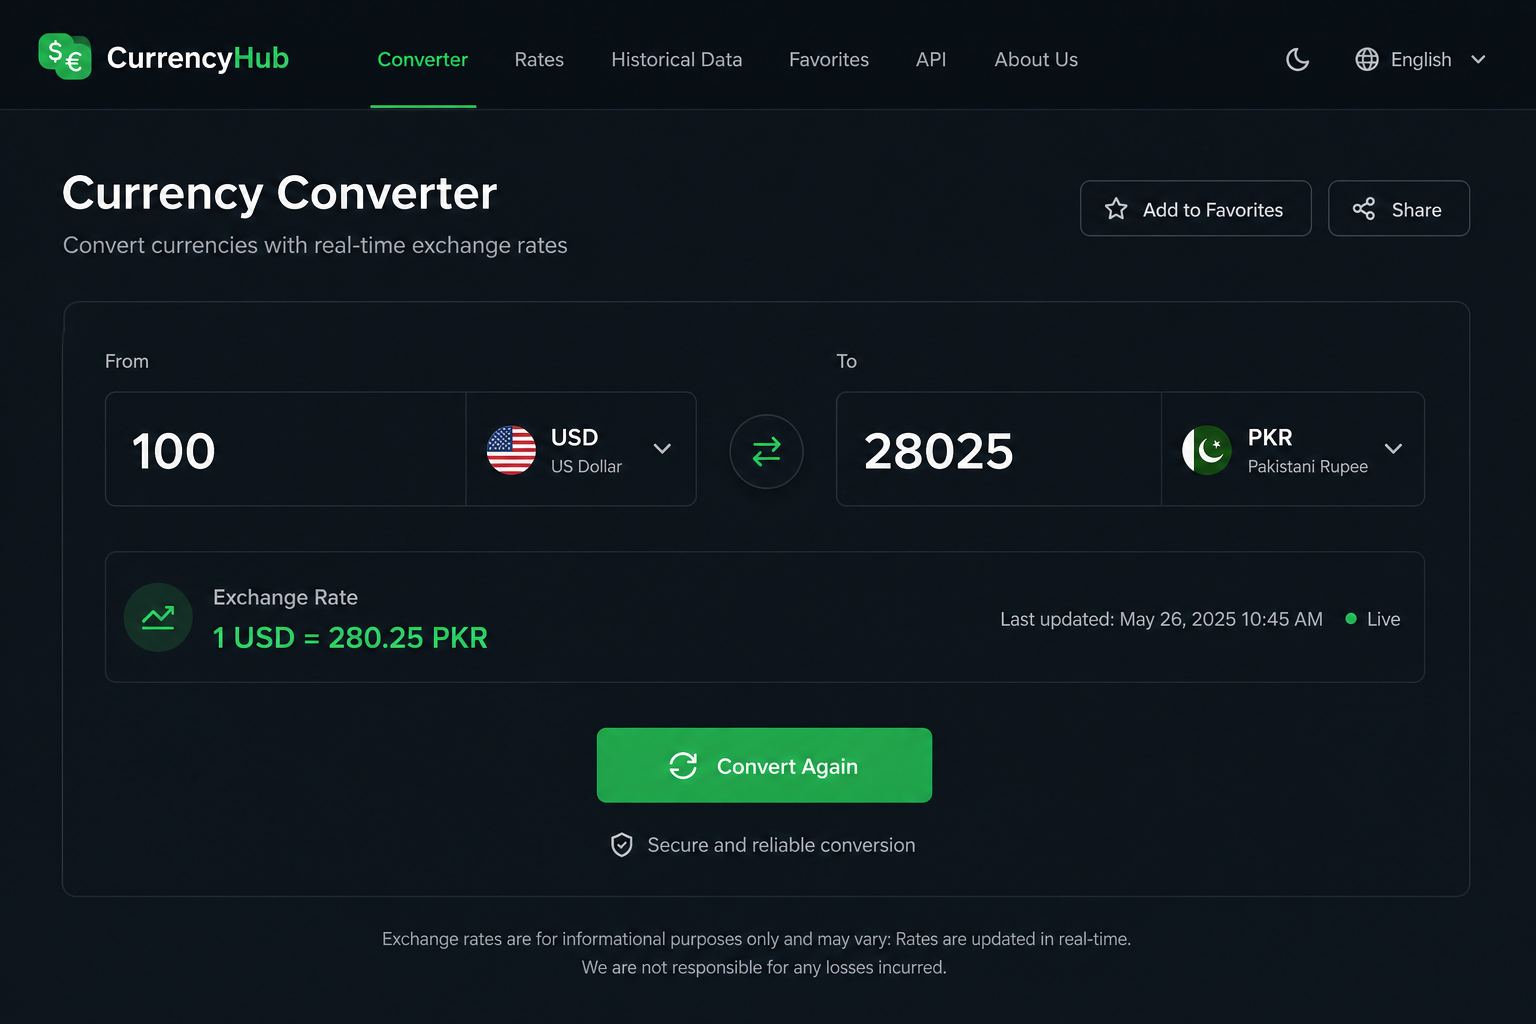 $ €
CurrencyHub
Converter
Rates
Historical Data
Favorites
API
About Us
English
Currency Converter
Convert currencies with real-time exchange rates
Add to Favorites
Share
From
100
USD
US Dollar
To
28025
PKR
Pakistani Rupee
Exchange Rate
1 USD = 280.25 PKR
Last updated: May 26, 2025 10:45 AM
Live
Convert Again
Secure and reliable conversion
Exchange rates are for informational purposes only and may vary: Rates are updated in real-time.
We are not responsible for any losses incurred.